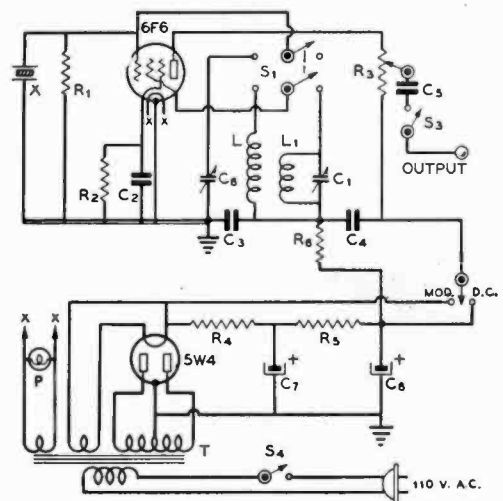 6F6
X
R1
S1
R3
C5
S3
OUTPUT
L
L1
R2
C2
x x
C6
C1
C3
R6
C4
MOD. D.C.
X X
P
5W4
R4
R5
C7
+
C8
+
T
S4
110 V. A.C.